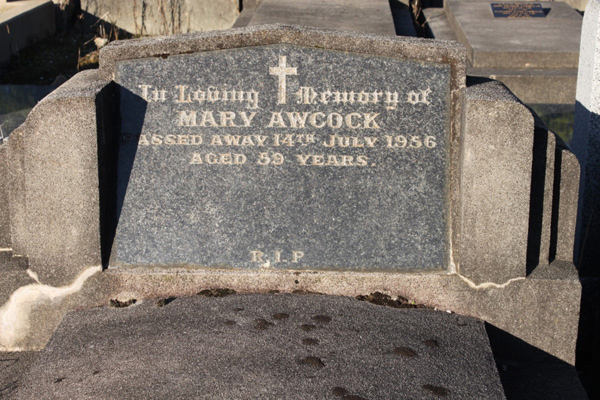 In Loving Memory of
MARY AWCOCK
ASSED AWAY 14TH JULY 1956
AGED 59 YEARS.
R.I.P